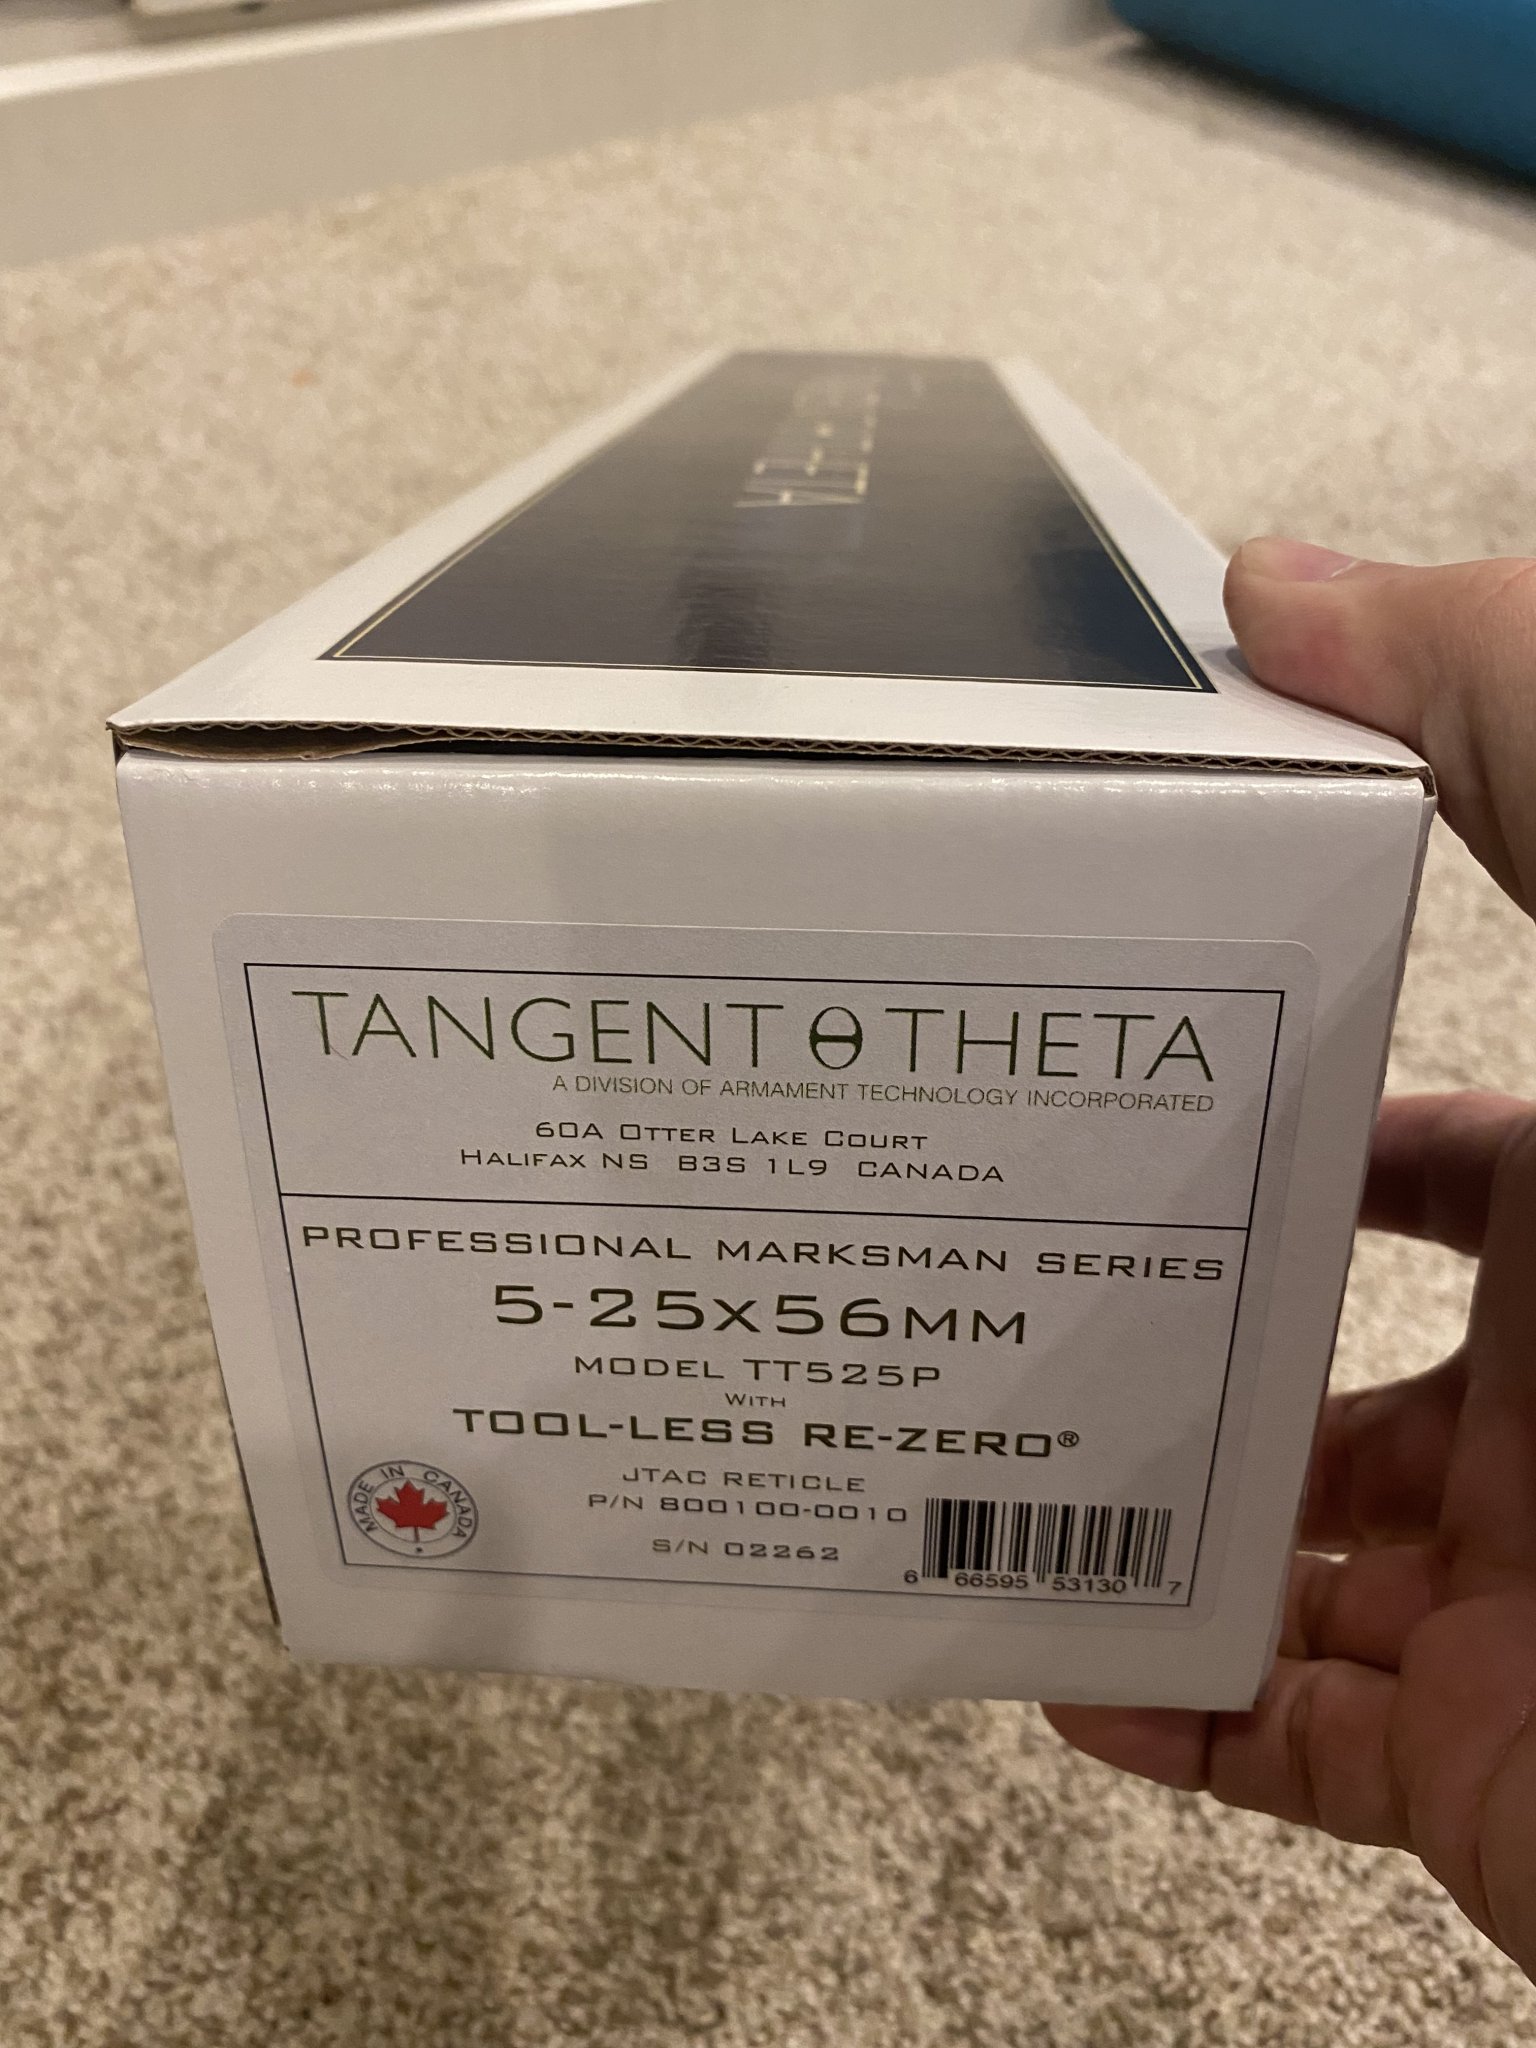 TANGENT θ THETA
A DIVISION OF ARMAMENT TECHNOLOGY INCORPORATED
60A OTTER LAKE COURT
HALIFAX NS B3S 1L9 CANADA
PROFESSIONAL MARKSMAN SERIES
5-25x56MM
MODEL TT525P
WITH
TOOL-LESS RE-ZERO®
JTAC RETICLE
P/N 800100-0010
S/N 02262
MADE IN CANADA
6 66595 53130 7